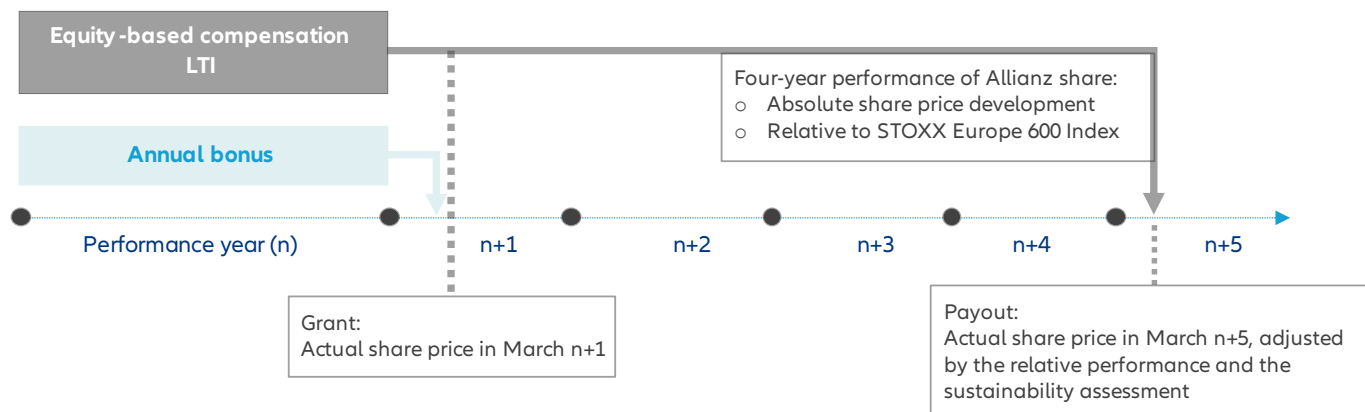 Equity-based compensation
LTI
Four-year performance of Allianz share:
o Absolute share price development
o Relative to STOXX Europe 600 Index
Annual bonus
Performance year (n)
n+1
n+2
n+3
n+4
n+5
Grant:
Actual share price in March n+1
Payout:
Actual share price in March n+5, adjusted
by the relative performance and the
sustainability assessment